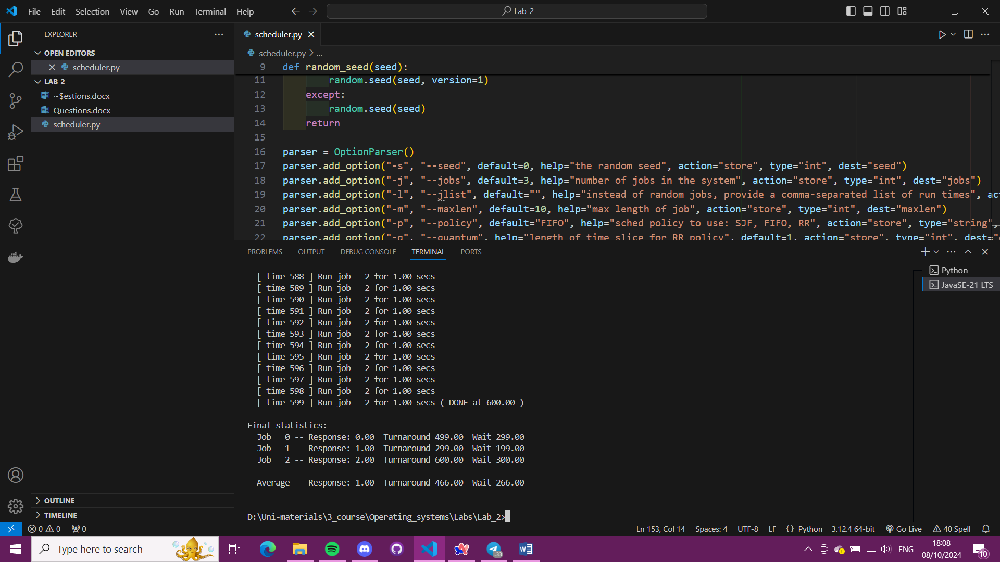 File Edit Selection View Go Run Terminal Help
Lab_2
EXPLORER
OPEN EDITORS
scheduler.py
LAB_2
~$estions.docx
Questions.docx
scheduler.py
OUTLINE
TIMELINE
scheduler.py
scheduler.py > ...
9 def random_seed(seed):
11 random.seed(seed, version=1)
12 except:
13 random.seed(seed)
14 return
15
16 parser = OptionParser()
17 parser.add_option("-s", "--seed", default=0, help="the random seed", action="store", type="int", dest="seed")
18 parser.add_option("-j", "--jobs", default=3, help="number of jobs in the system", action="store", type="int", dest="jobs")
19 parser.add_option("-l", "--jlist", default="", help="instead of random jobs, provide a comma-separated list of run times", ac
20 parser.add_option("-m", "--maxlen", default=10, help="max length of job", action="store", type="int", dest="maxlen")
21 parser.add_option("-p", "--policy", default="FIFO", help="sched policy to use: SJF, FIFO, RR", action="store", type="string",
22 parser.add_option("-q", "--quantum", help="length of time slice for RR policy", default=1, action="store", type="int", dest="
PROBLEMS OUTPUT DEBUG CONSOLE TERMINAL PORTS
[ time 588 ] Run job 2 for 1.00 secs
[ time 589 ] Run job 2 for 1.00 secs
[ time 590 ] Run job 2 for 1.00 secs
[ time 591 ] Run job 2 for 1.00 secs
[ time 592 ] Run job 2 for 1.00 secs
[ time 593 ] Run job 2 for 1.00 secs
[ time 594 ] Run job 2 for 1.00 secs
[ time 595 ] Run job 2 for 1.00 secs
[ time 596 ] Run job 2 for 1.00 secs
[ time 597 ] Run job 2 for 1.00 secs
[ time 598 ] Run job 2 for 1.00 secs
[ time 599 ] Run job 2 for 1.00 secs ( DONE at 600.00 )
Final statistics:
Job 0 -- Response: 0.00 Turnaround 499.00 Wait 299.00
Job 1 -- Response: 1.00 Turnaround 299.00 Wait 199.00
Job 2 -- Response: 2.00 Turnaround 600.00 Wait 300.00
Average -- Response: 1.00 Turnaround 466.00 Wait 266.00
D:\Uni-materials\3_course\Operating_systems\Labs\Lab_2>
Python
JavaSE-21 LTS
0 0 0 Ln 153, Col 14 Spaces: 4 UTF-8 LF {} Python 3.12.4 64-bit Go Live 40 Spell
Type here to search
33
ENG
18:08
08/10/2024
10